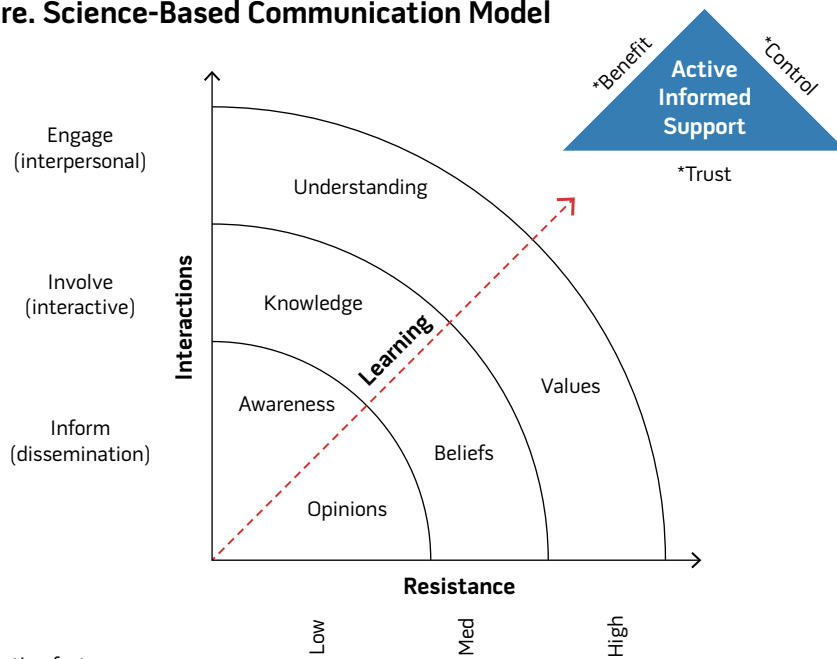 re. Science-Based Communication Model
*Benefit
*Control
Active
Informed
Support
*Trust
Engage
(interpersonal)
Understanding
Involve
(interactive)
Interactions
Knowledge
Learning
Values
Awareness
Inform
(dissemination)
Beliefs
Opinions
Resistance
Low
Med
High